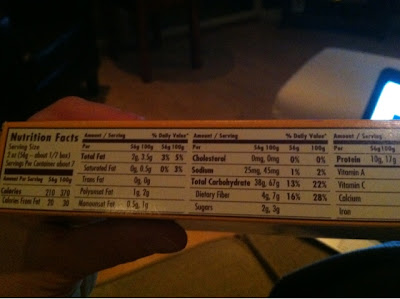 Nutrition Facts
Serving Size
2 oz (56g – about 1/7 box)
Servings Per Container about 7
Amount Per Serving 56g 100g
Calories 210 370
Calories From Fat 20 30
Amount / Serving % Daily Value*
56g 100g 56g 100g
Total Fat 2g, 3.5g 3% 5%
Saturated Fat 0g, 0.5g 0% 3%
Trans Fat 0g, 0g
Polyunsat Fat 1g, 2g
Monounsat Fat 0.5g, 1g
Amount / Serving % Daily Value*
56g 100g 56g 100g
Cholesterol 0mg, 0mg 0% 0%
Sodium 25mg, 45mg 1% 2%
Total Carbohydrate 38g, 67g 13% 22%
Dietary Fiber 4g, 7g 16% 28%
Sugars 2g, 3g
Amount / Serving
56g 100g
Protein 10g, 17g
Vitamin A
Vitamin C
Calcium
Iron